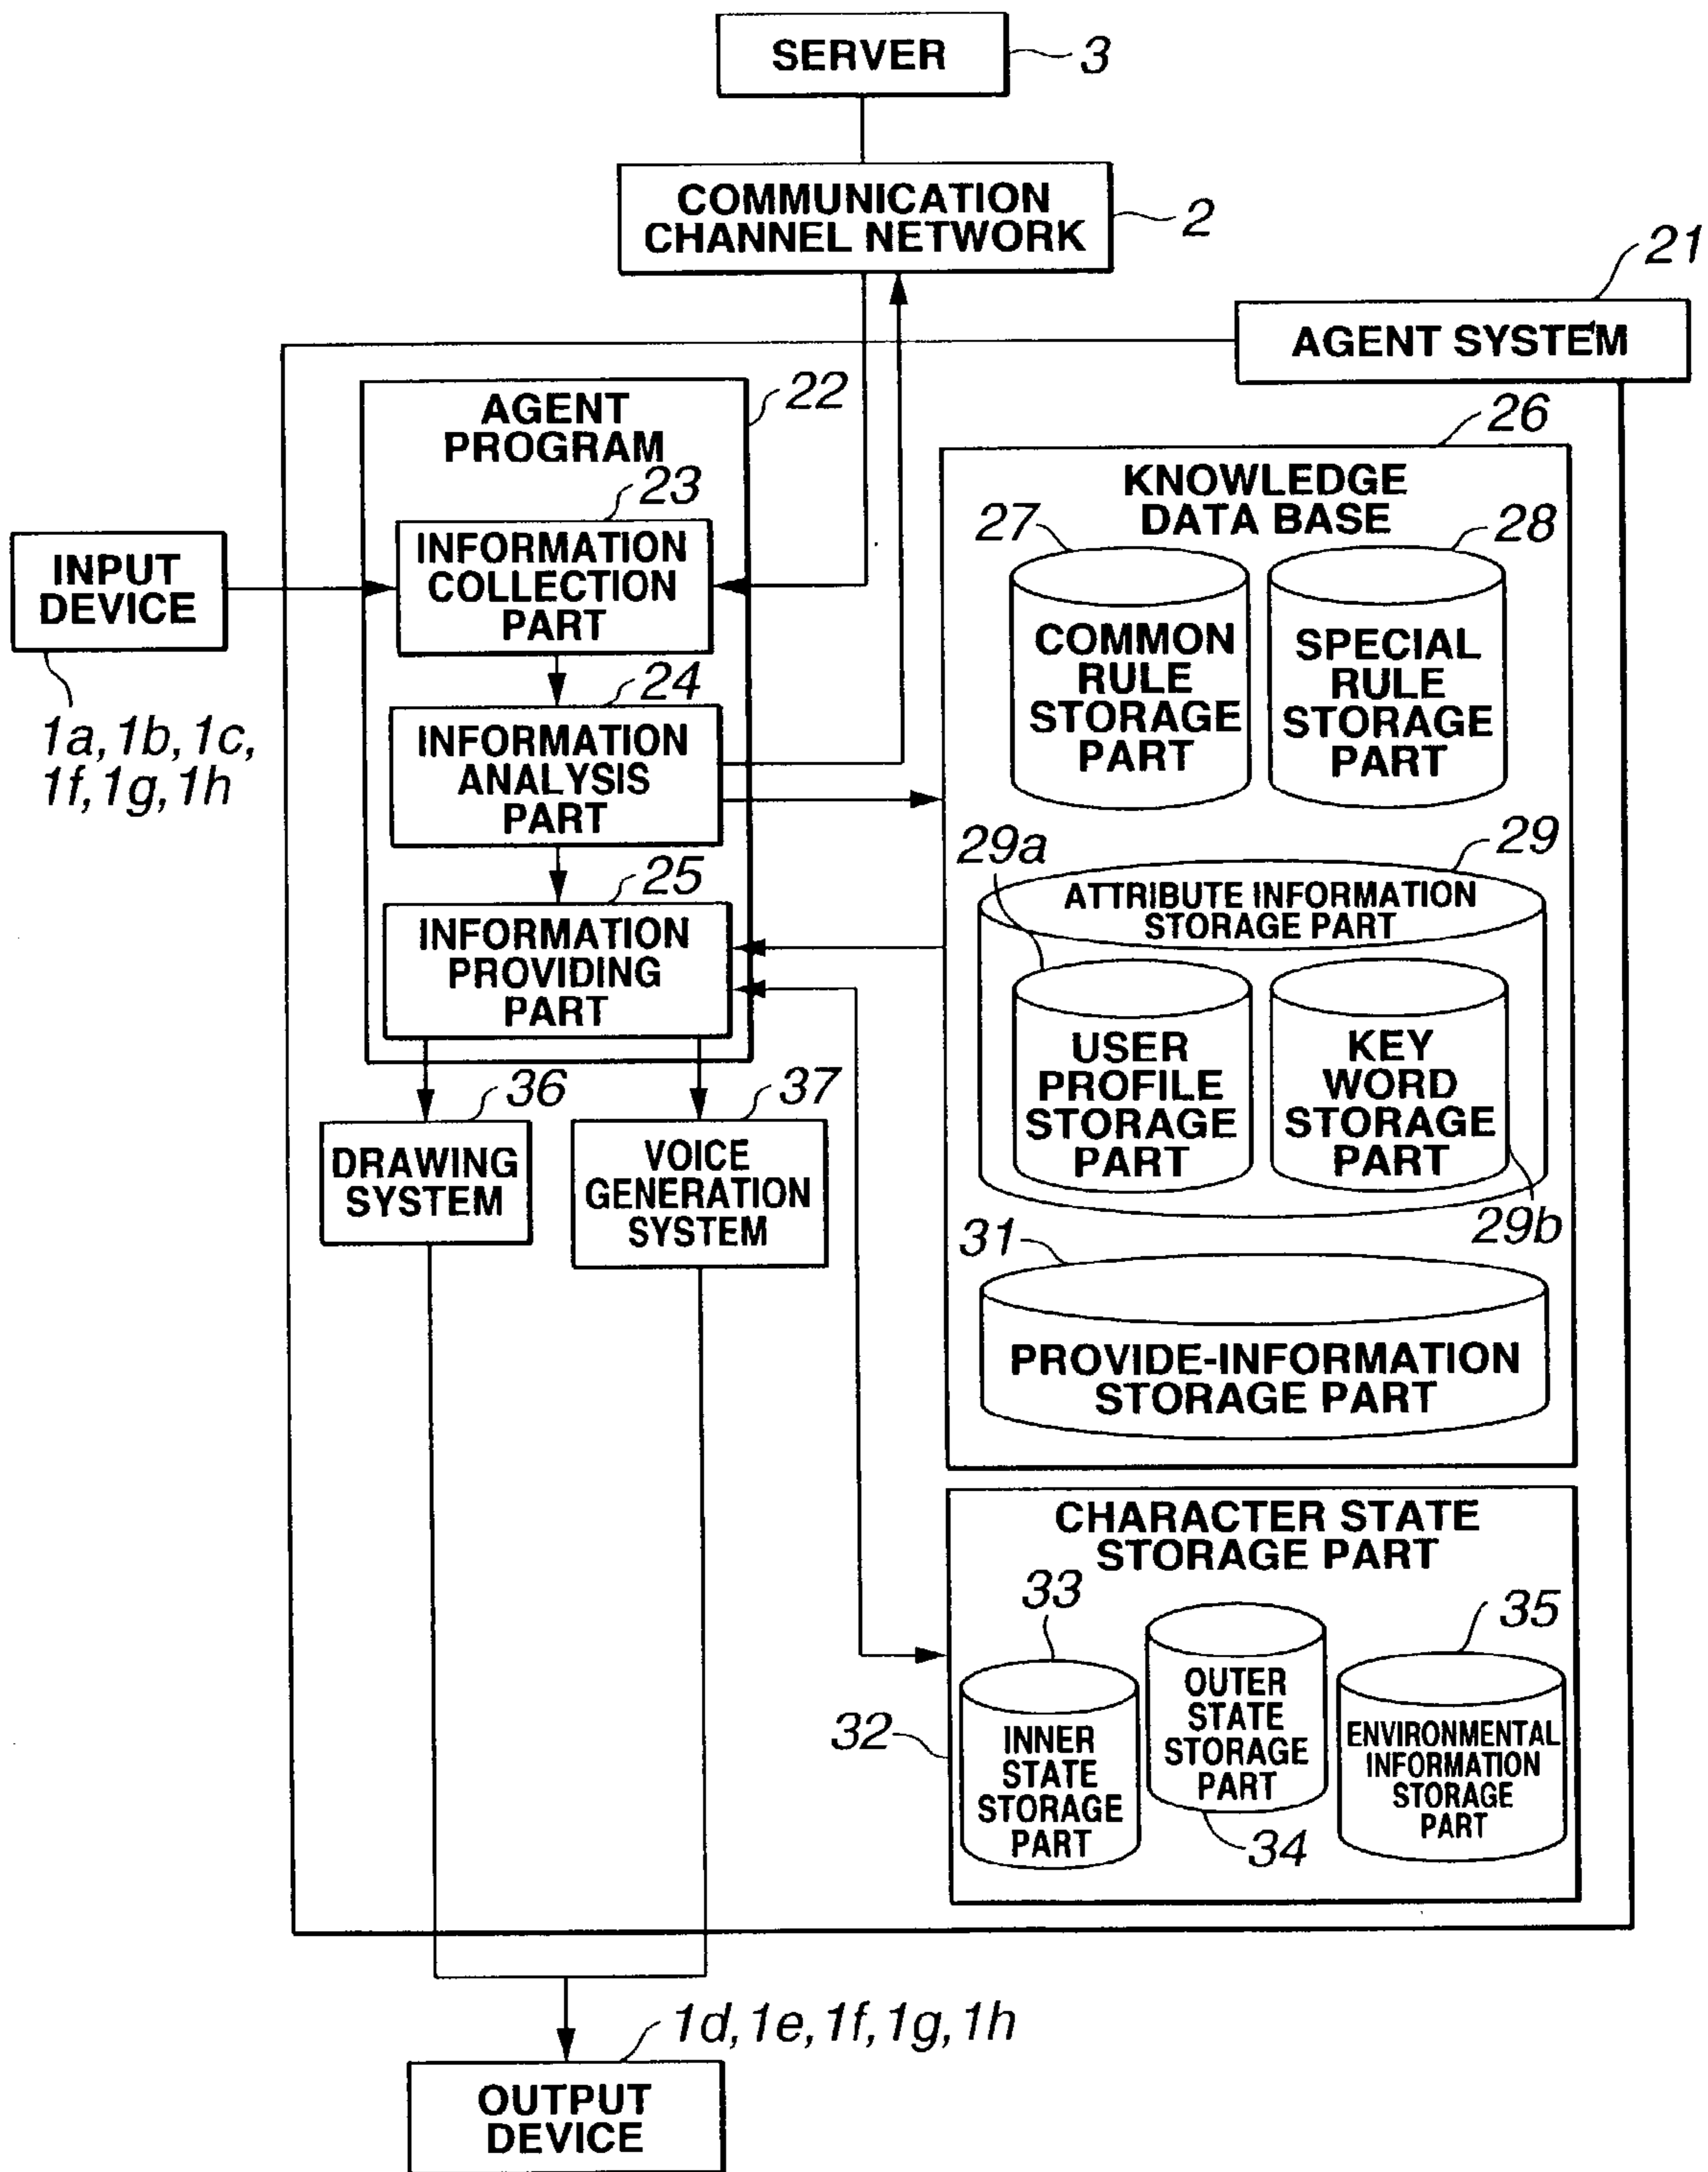 SERVER
3
COMMUNICATION
CHANNEL NETWORK
2
21
AGENT SYSTEM
22
AGENT
PROGRAM
26
KNOWLEDGE
DATA BASE
23
27
28
INPUT
DEVICE
INFORMATION
COLLECTION
PART
COMMON
RULE
STORAGE
PART
SPECIAL
RULE
STORAGE
PART
1a, 1b, 1c,
1f, 1g, 1h
24
INFORMATION
ANALYSIS
PART
29a
29
ATTRIBUTE INFORMATION
STORAGE PART
25
INFORMATION
PROVIDING
PART
USER
PROFILE
STORAGE
PART
KEY
WORD
STORAGE
PART
29b
36
DRAWING
SYSTEM
37
VOICE
GENERATION
SYSTEM
31
PROVIDE-INFORMATION
STORAGE PART
CHARACTER STATE
STORAGE PART
32
33
INNER
STATE
STORAGE
PART
OUTER
STATE
STORAGE
PART
34
35
ENVIRONMENTAL
INFORMATION
STORAGE
PART
1d, 1e, 1f, 1g, 1h
OUTPUT
DEVICE